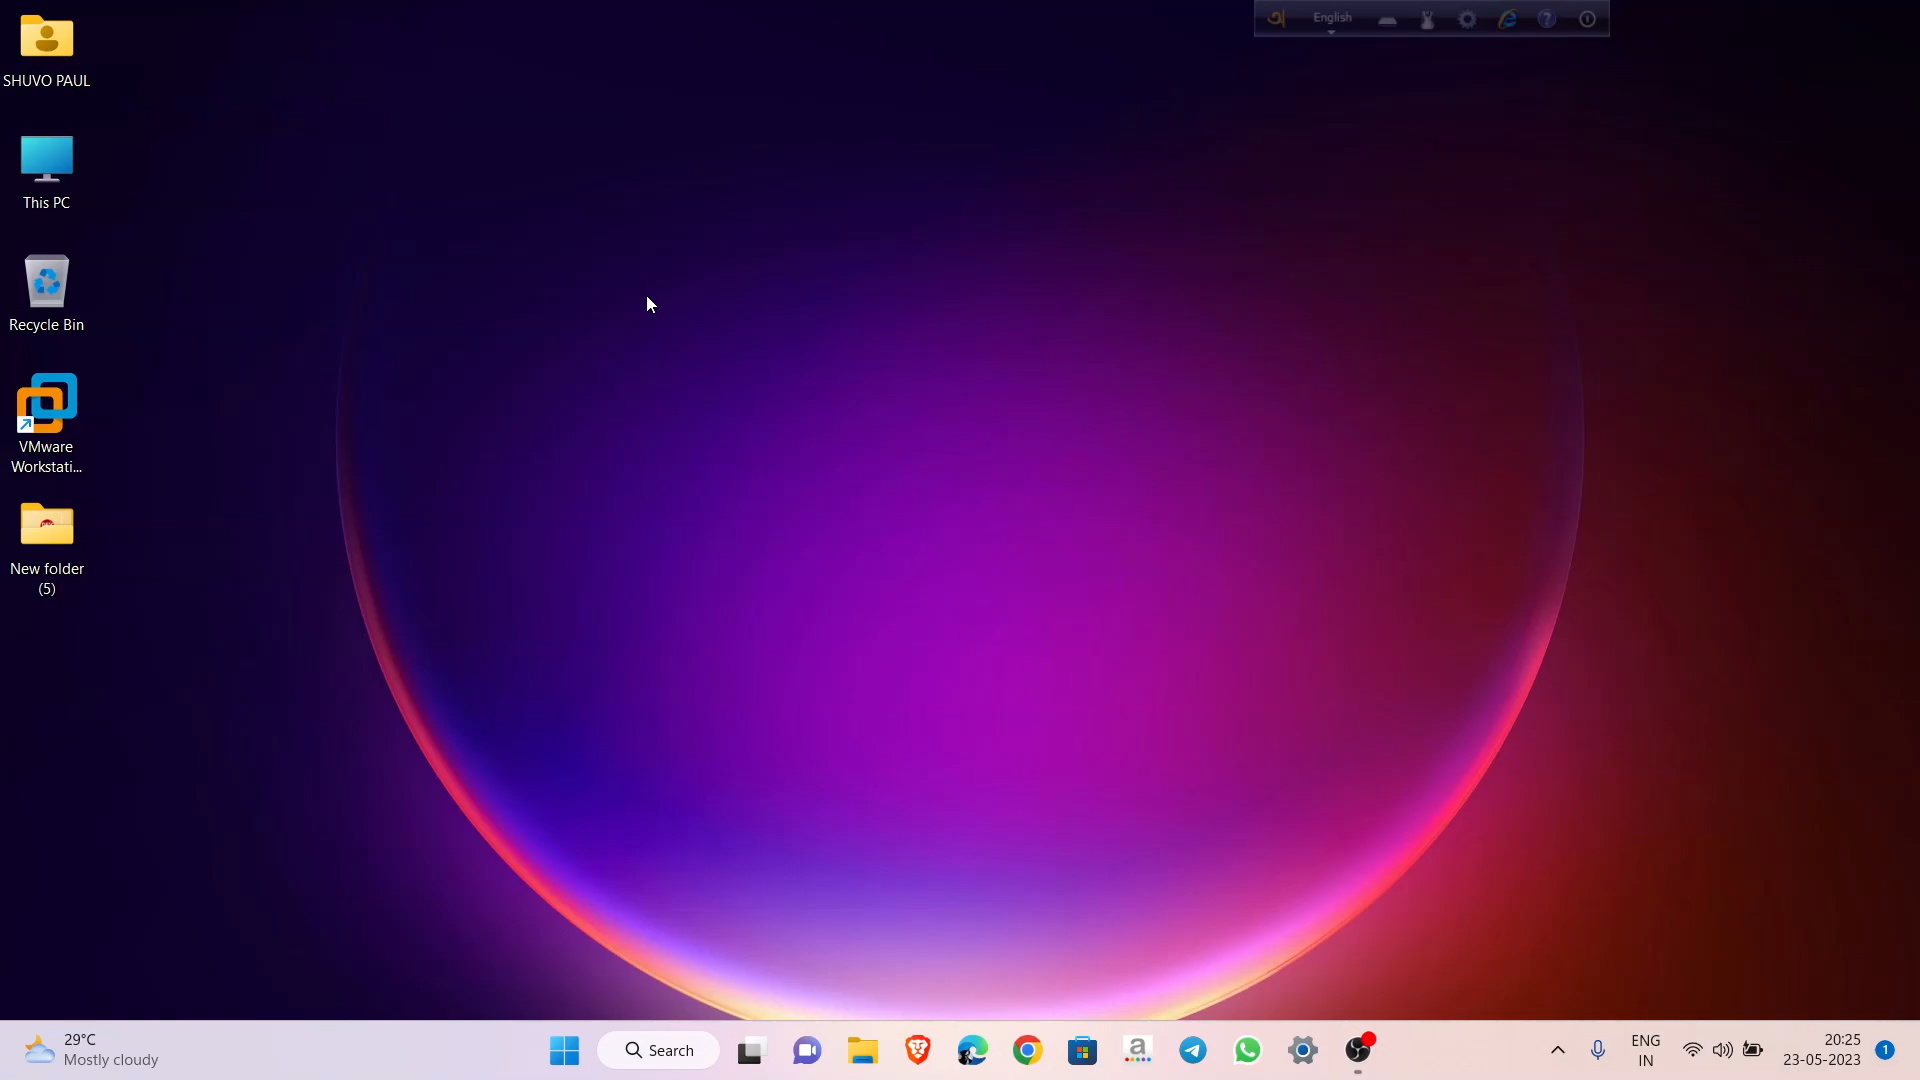 অ
English
?
SHUVO PAUL
This PC
Recycle Bin
VMware
Workstati...
New folder
(5)
29°C
Mostly cloudy
Search
a
ENG
IN
20:25
23-05-2023
1